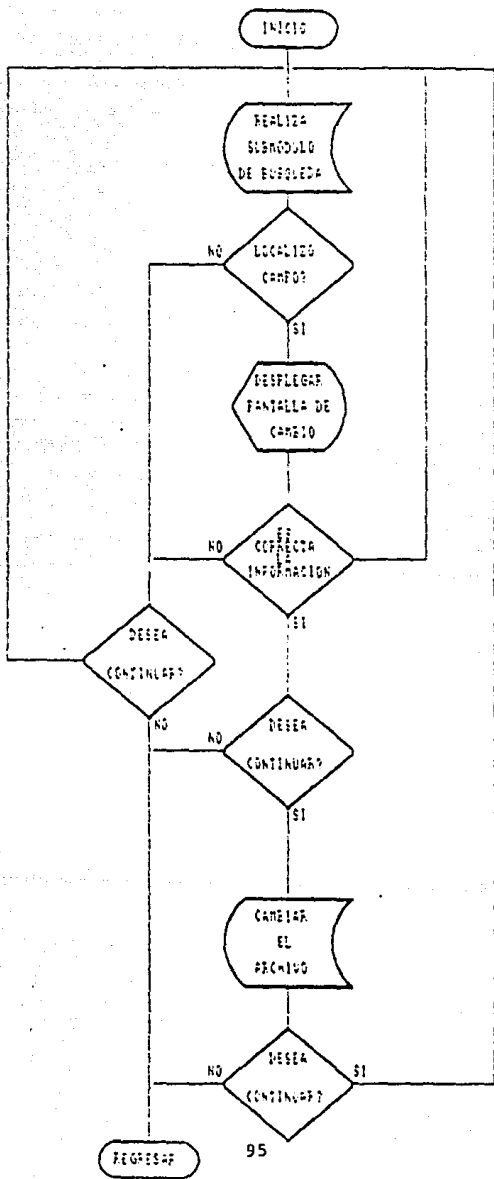 INICIO
REALIZA
SUBMODULO
DE BUSQUEDA
NO
LOCALIZO
CAMPO?
SI
DESPLEGAR
PANTALLA DE
CAMBIO
NO
ES
CORRECTA
LA
INFORMACION
SI
DESEA
CONTINUAR?
NO
NO
DESEA
CONTINUAR?
SI
CAMBIAR
EL
ARCHIVO
NO
DESEA
CONTINUAR?
SI
REGRESAR
95